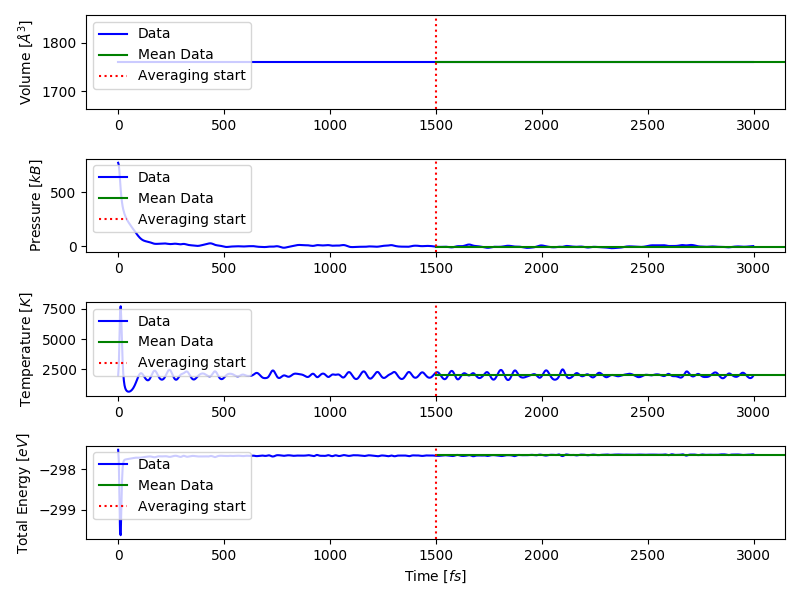 Volume [Å³]
1800
1700
Data
Mean Data
Averaging start
0 500 1000 1500 2000 2500 3000
Pressure [kB]
500
0
Data
Mean Data
Averaging start
0 500 1000 1500 2000 2500 3000
Temperature [K]
7500
5000
2500
Data
Mean Data
Averaging start
0 500 1000 1500 2000 2500 3000
Total Energy [eV]
−298
−299
Data
Mean Data
Averaging start
0 500 1000 1500 2000 2500 3000
Time [fs]